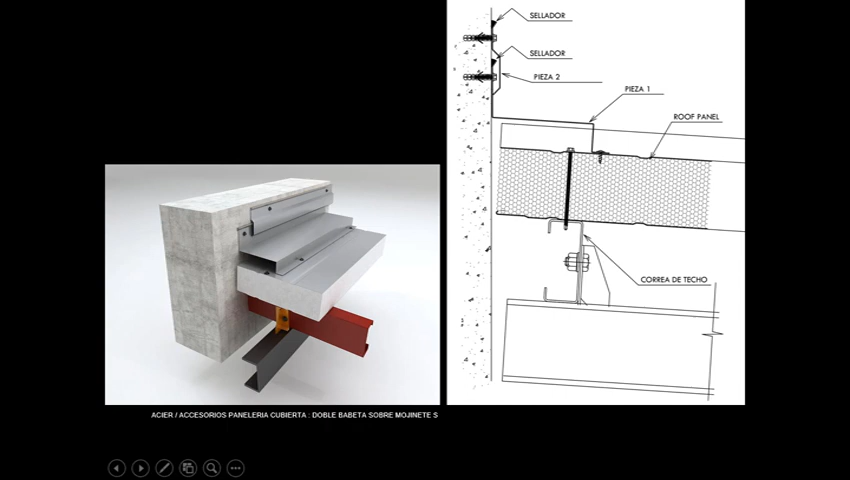 SELLADOR
SELLADOR
PIEZA 2
PIEZA 1
ROOF PANEL
CORREA DE TECHO
ACIER / ACCESORIOS PANELERIA CUBIERTA : DOBLE BABETA SOBRE MOJINETE S